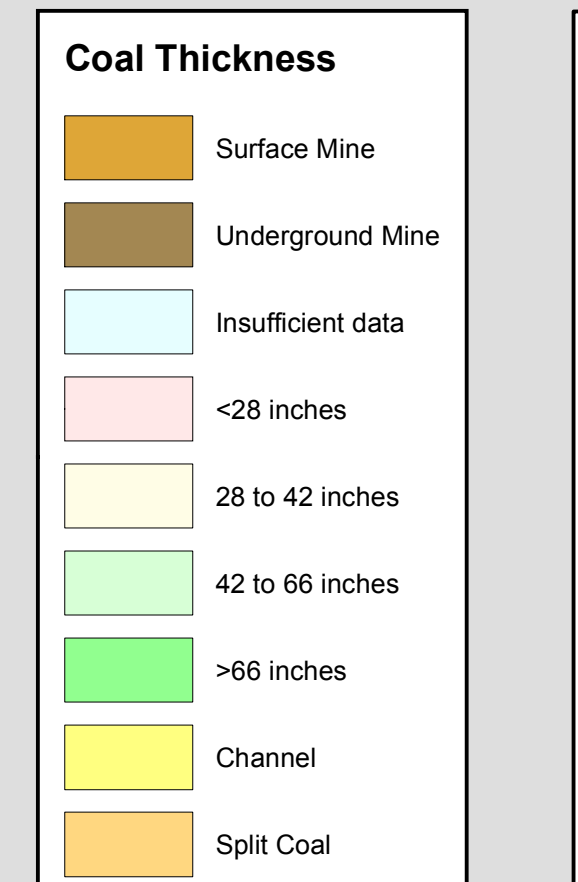 Coal Thickness
Surface Mine
Underground Mine
Insufficient data
<28 inches
28 to 42 inches
42 to 66 inches
>66 inches
Channel
Split Coal